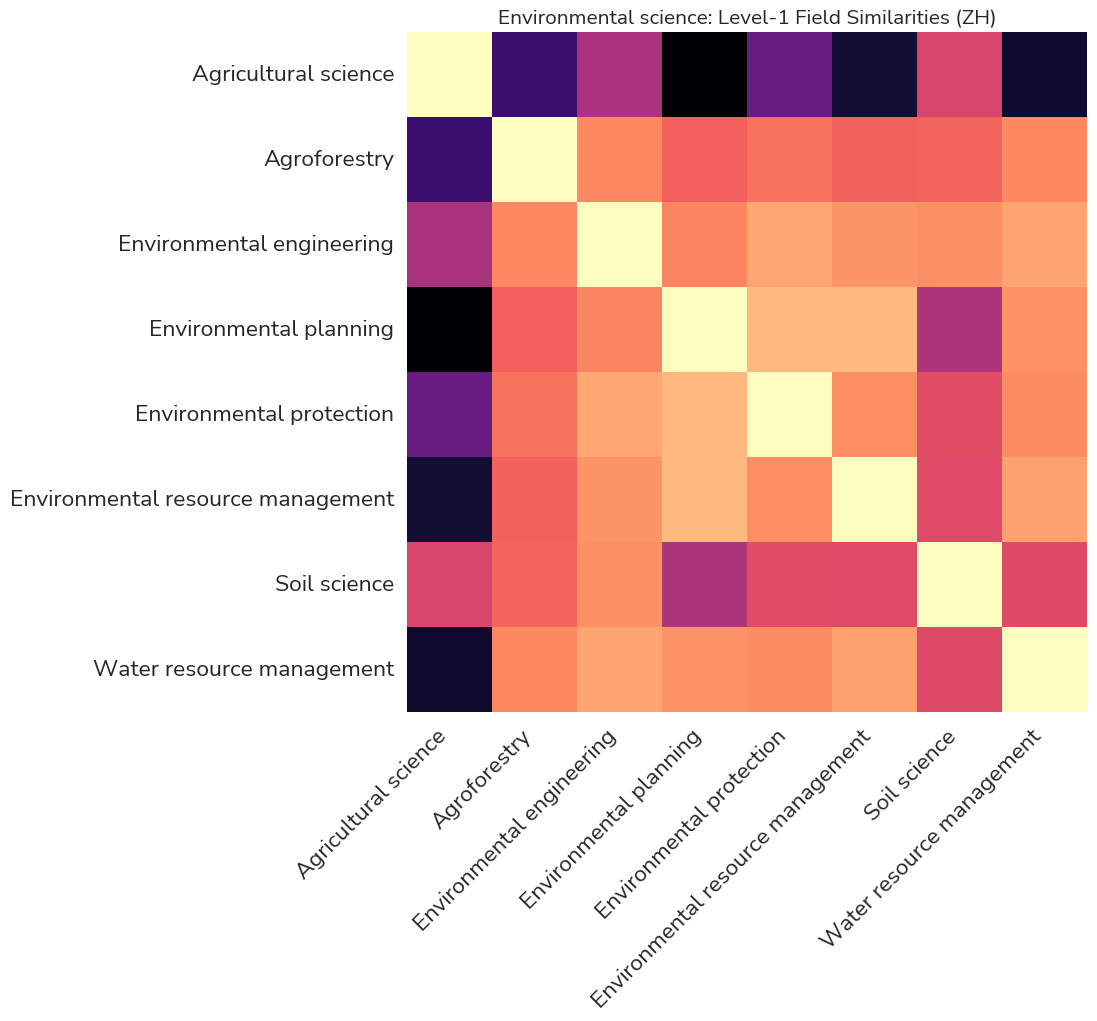 Environmental science: Level-1 Field Similarities (ZH)
Agricultural science
Agroforestry
Environmental engineering
Environmental planning
Environmental protection
Environmental resource management
Soil science
Water resource management
Agricultural science
Agroforestry
Environmental engineering
Environmental planning
Environmental protection
Environmental resource management
Soil science
Water resource management